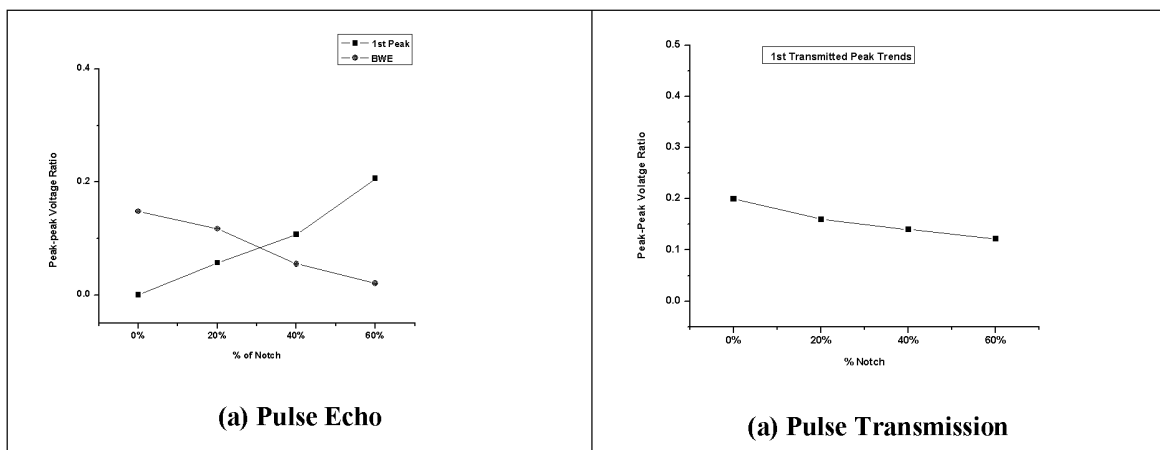 1st Peak
BWE
0.4
0.2
0.0
Peak-peak Voltage Ratio
0% 20% 40% 60%
% of Notch
(a) Pulse Echo
1st Transmitted Peak Trends
0.5
0.4
0.3
0.2
0.1
0.0
Peak-Peak Volatge Ratio
0% 20% 40% 60%
% Notch
(a) Pulse Transmission